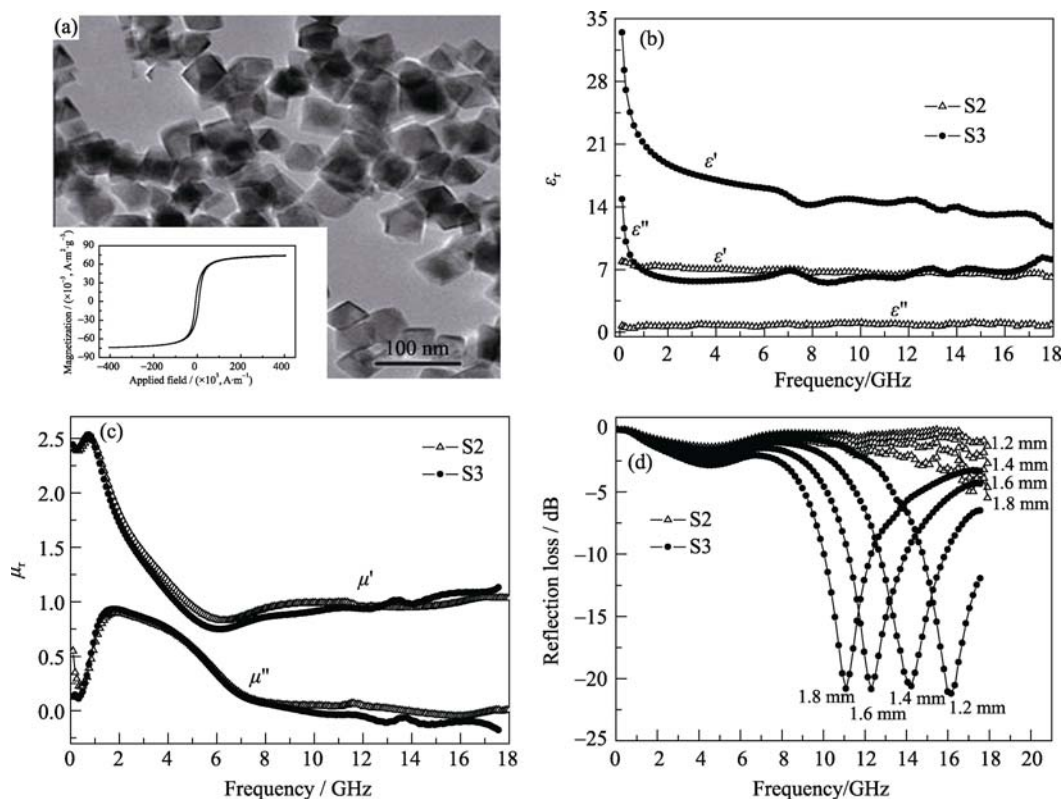 (a)
100 nm
Magnetization / (×10⁻³, A·m²·g⁻¹)
90
60
30
0
−30
−60
−90
−400 −200 0 200 400
Applied field / (×10³, A·m⁻¹)
(b)
S2
S3
εr
35
28
21
14
7
0
ε'
ε"
ε'
ε"
0 2 4 6 8 10 12 14 16 18
Frequency/GHz
(c)
S2
S3
μr
2.5
2.0
1.5
1.0
0.5
0.0
μ'
μ"
0 2 4 6 8 10 12 14 16 18
Frequency / GHz
(d)
S2
S3
Reflection loss / dB
0
−5
−10
−15
−20
−25
1.2 mm
1.4 mm
1.6 mm
1.8 mm
1.8 mm
1.6 mm
1.4 mm
1.2 mm
0 2 4 6 8 10 12 14 16 18 20
Frequency/GHz